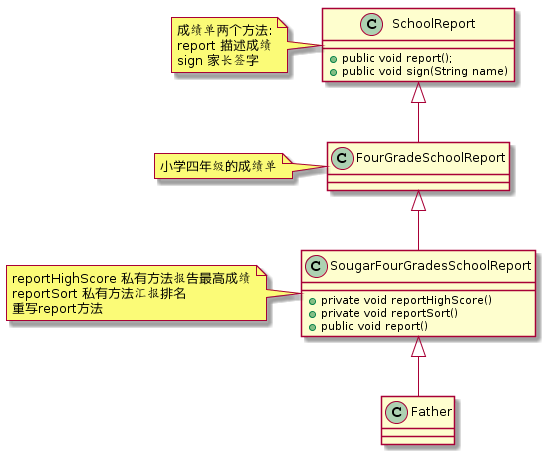 成绩单两个方法:
report 描述成绩
sign 家长签字
C SchoolReport
public void report();
public void sign(String name)
小学四年级的成绩单
C FourGradeSchoolReport
reportHighScore 私有方法报告最高成绩
reportSort 私有方法汇报排名
重写report方法
C SougarFourGradesSchoolReport
private void reportHighScore()
private void reportSort()
public void report()
C Father